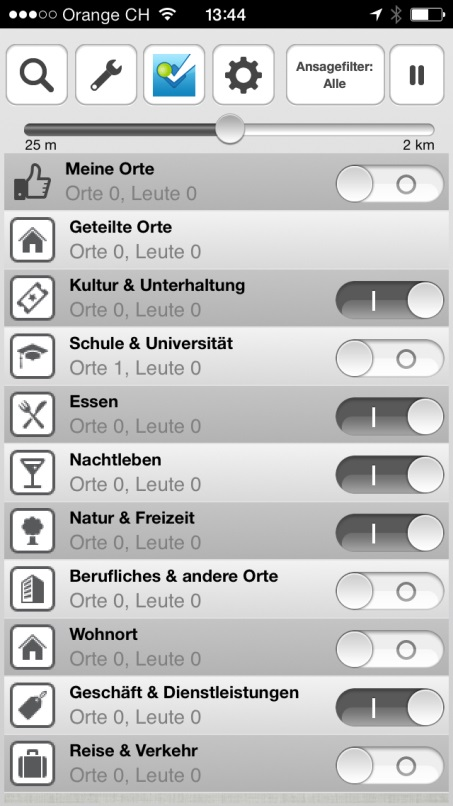 Orange CH 13:44
Ansagefilter:
Alle
25 m 2 km
Meine Orte
Orte 0, Leute 0
Geteilte Orte
Orte 0, Leute 0
Kultur & Unterhaltung
Orte 0, Leute 0
Schule & Universität
Orte 1, Leute 0
Essen
Orte 0, Leute 0
Nachtleben
Orte 0, Leute 0
Natur & Freizeit
Orte 0, Leute 0
Berufliches & andere Orte
Orte 0, Leute 0
Wohnort
Orte 0, Leute 0
Geschäft & Dienstleistungen
Orte 0, Leute 0
Reise & Verkehr
Orte 0, Leute 0